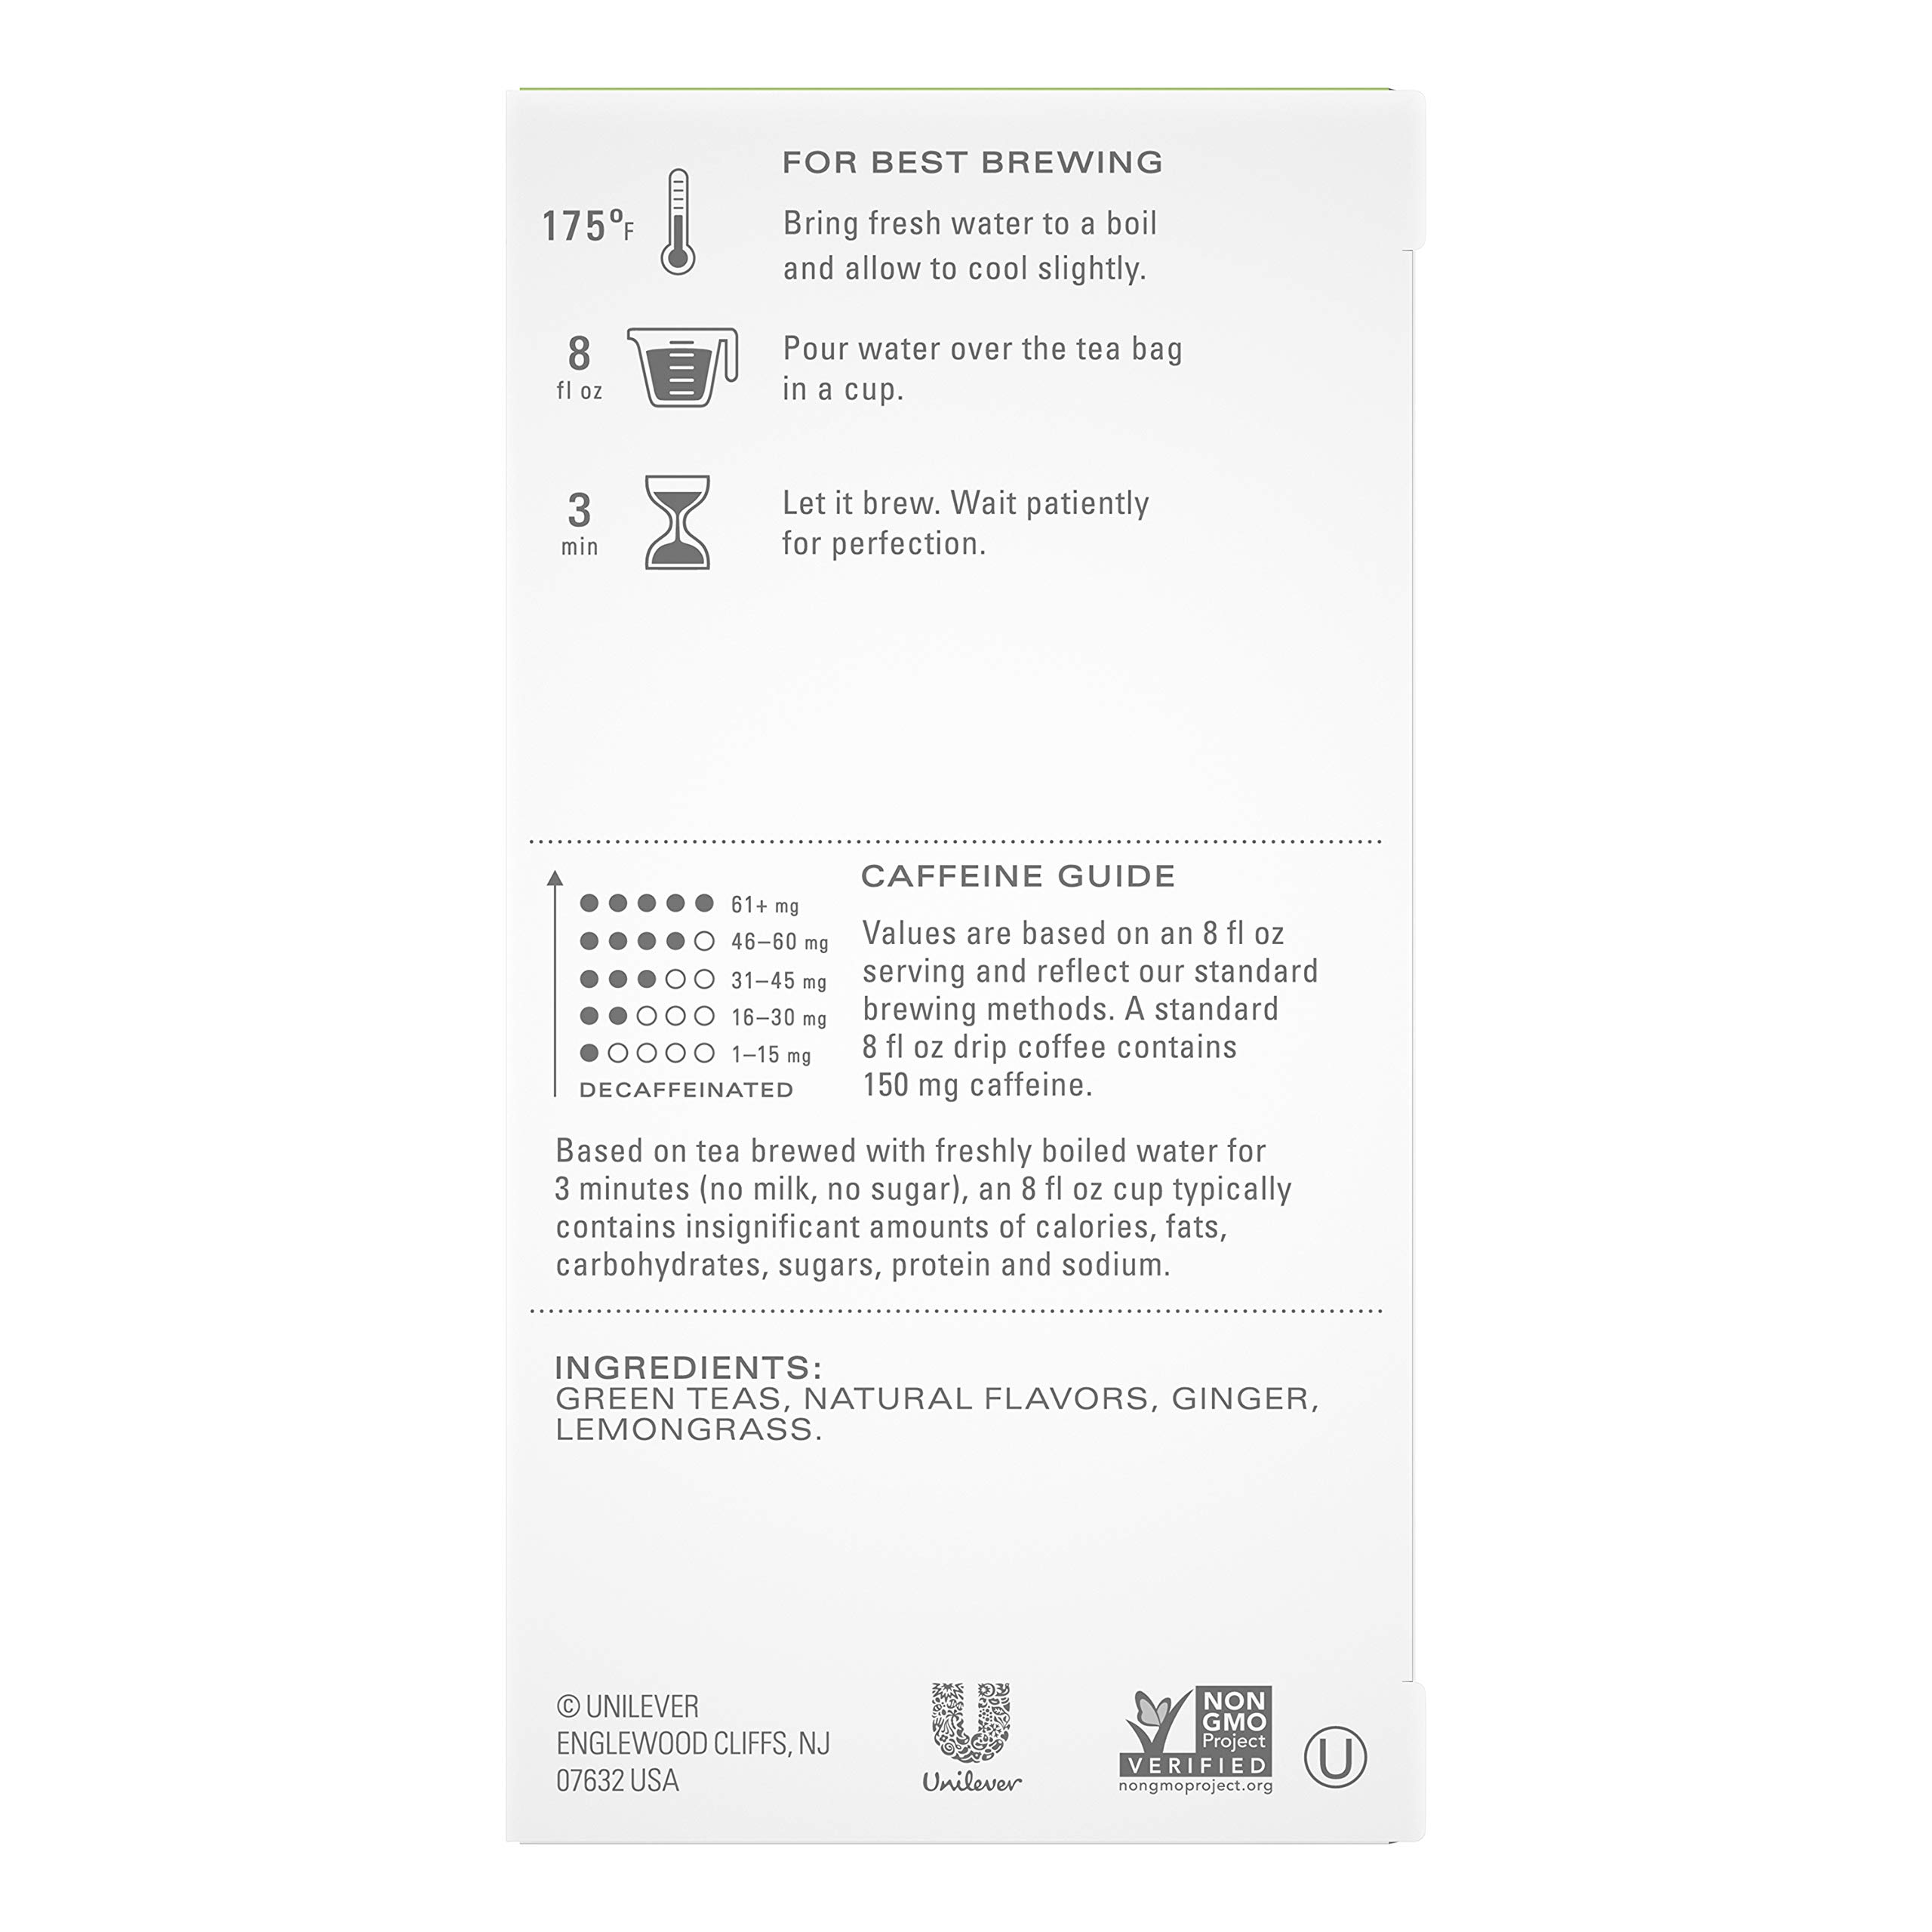 FOR BEST BREWING
175°F
Bring fresh water to a boil
and allow to cool slightly.
8
fl oz
Pour water over the tea bag
in a cup.
3
min
Let it brew. Wait patiently
for perfection.
CAFFEINE GUIDE
61+ mg
46–60 mg
31–45 mg
16–30 mg
1–15 mg
DECAFFEINATED
Values are based on an 8 fl oz
serving and reflect our standard
brewing methods. A standard
8 fl oz drip coffee contains
150 mg caffeine.
Based on tea brewed with freshly boiled water for
3 minutes (no milk, no sugar), an 8 fl oz cup typically
contains insignificant amounts of calories, fats,
carbohydrates, sugars, protein and sodium.
INGREDIENTS:
GREEN TEAS, NATURAL FLAVORS, GINGER,
LEMONGRASS.
© UNILEVER
ENGLEWOOD CLIFFS, NJ
07632 USA
Unilever
NON
GMO
Project
VERIFIED
nongmoproject.org
U